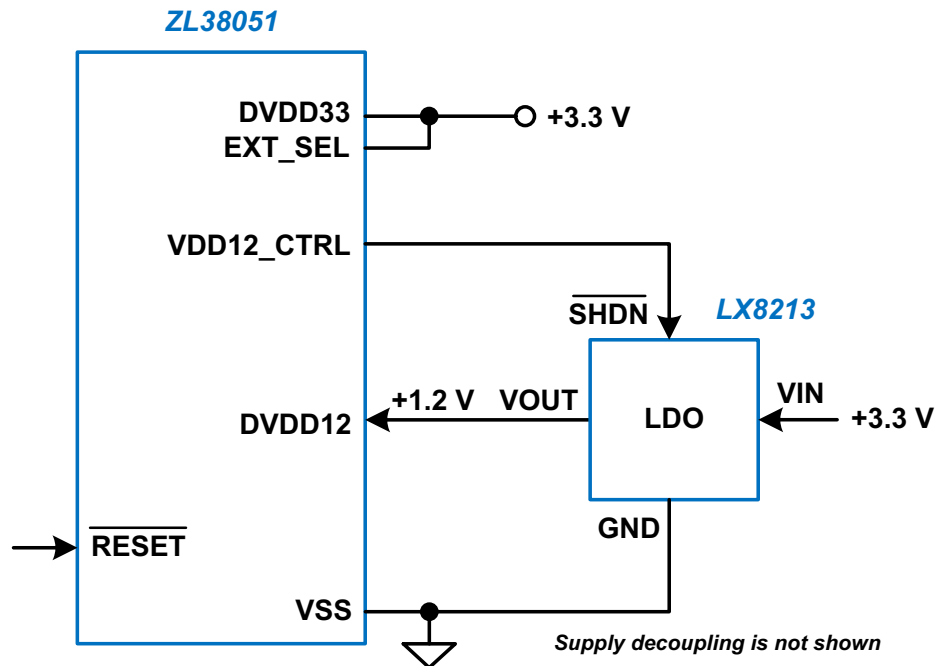 ZL38051
DVDD33
+3.3 V
EXT_SEL
VDD12_CTRL
SHDN
LX8213
+1.2 V
VOUT
VIN
DVDD12
LDO
+3.3 V
GND
RESET
VSS
Supply decoupling is not shown